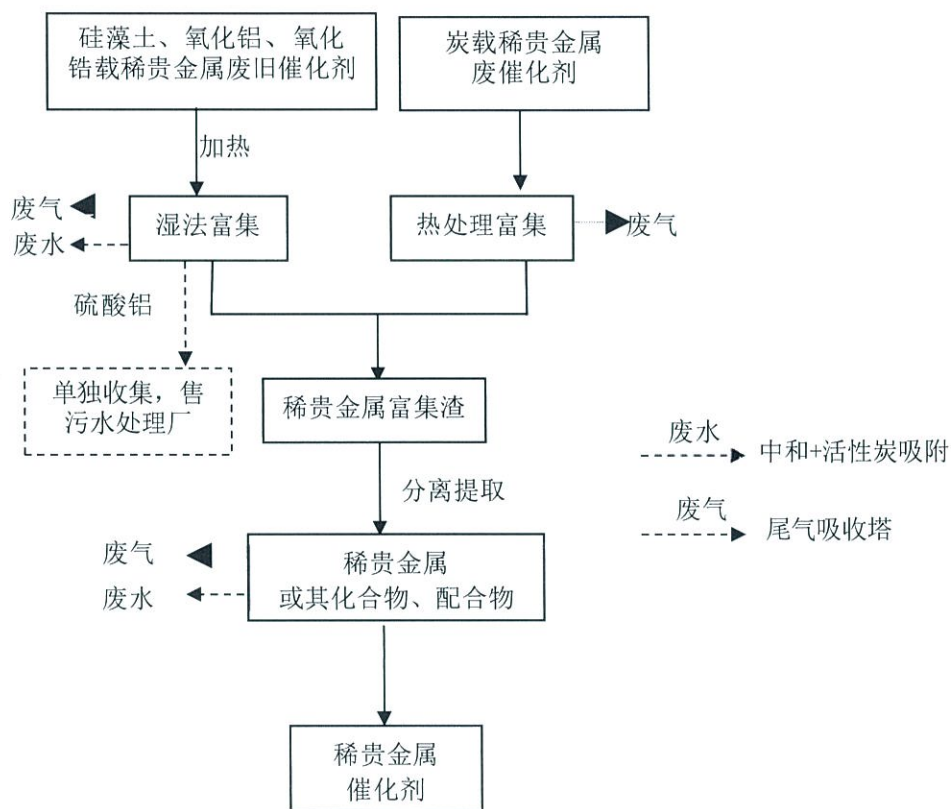 硅藻土、氧化铝、氧化
锆载稀贵金属废旧催化剂
炭载稀贵金属
废催化剂
加热
废气
湿法富集
热处理富集
废气
废水
硫酸铝
单独收集，售
污水处理厂
稀贵金属富集渣
废水
中和+活性炭吸附
分离提取
废气
尾气吸收塔
废气
稀贵金属
或其化合物、配合物
废水
稀贵金属
催化剂